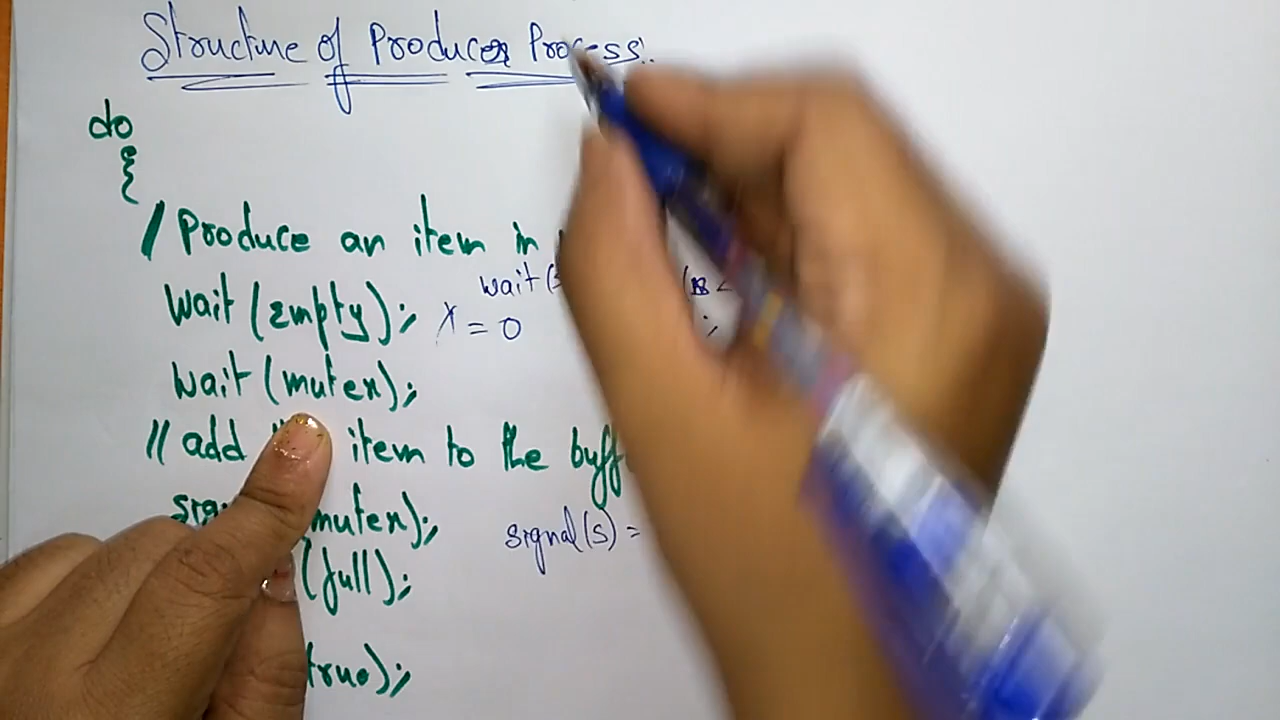 Structure of Producer Process:
do
{
/ Produce an item in
wait (empty);
wait(
x = 0
wait (mutex);
// add item to the buff
mutex);
signal(s) =
(full);
true);